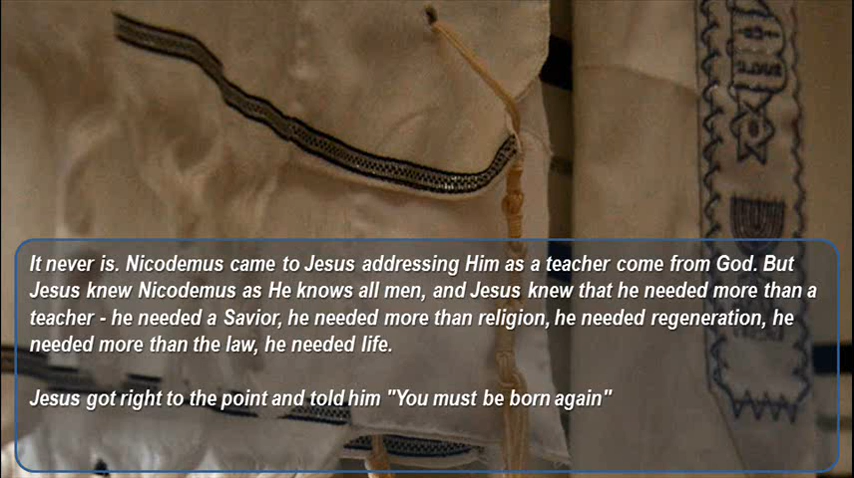 It never is. Nicodemus came to Jesus addressing Him as a teacher come from God. But
Jesus knew Nicodemus as He knows all men, and Jesus knew that he needed more than a
teacher - he needed a Savior, he needed more than religion, he needed regeneration, he
needed more than the law, he needed life.
Jesus got right to the point and told him "You must be born again"